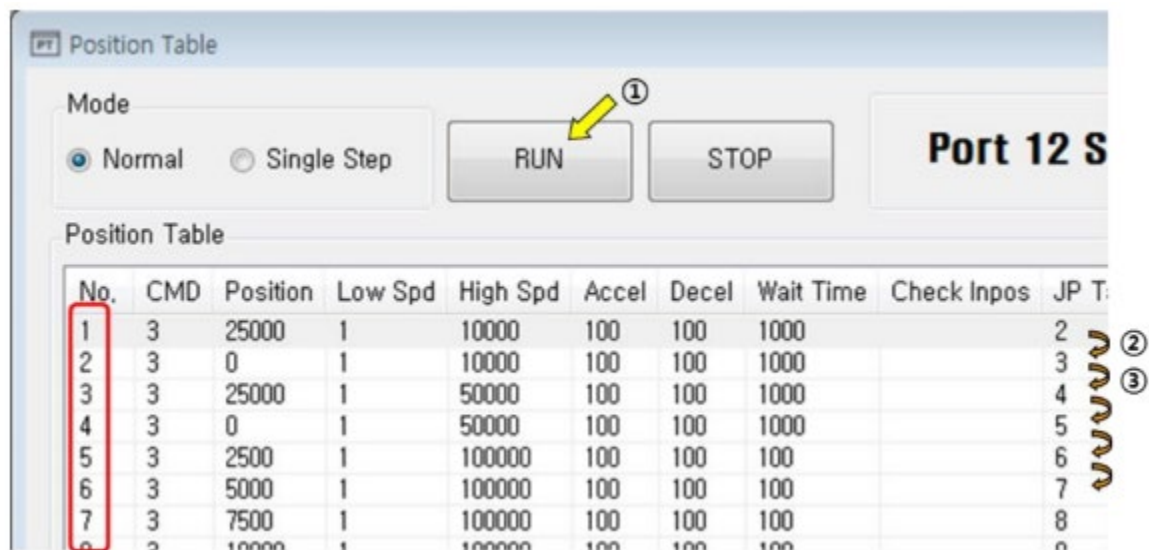 PT Position Table
Mode
①
Normal Single Step RUN STOP Port 12 S
Position Table
No. CMD Position Low Spd High Spd Accel Decel Wait Time Check Inpos JP T
1 3 25000 1 10000 100 100 1000 2
②
2 3 0 1 10000 100 100 1000 3
③
3 3 25000 1 50000 100 100 1000 4
4 3 0 1 50000 100 100 1000 5
5 3 2500 1 100000 100 100 100 6
6 3 5000 1 100000 100 100 100 7
7 3 7500 1 100000 100 100 100 8